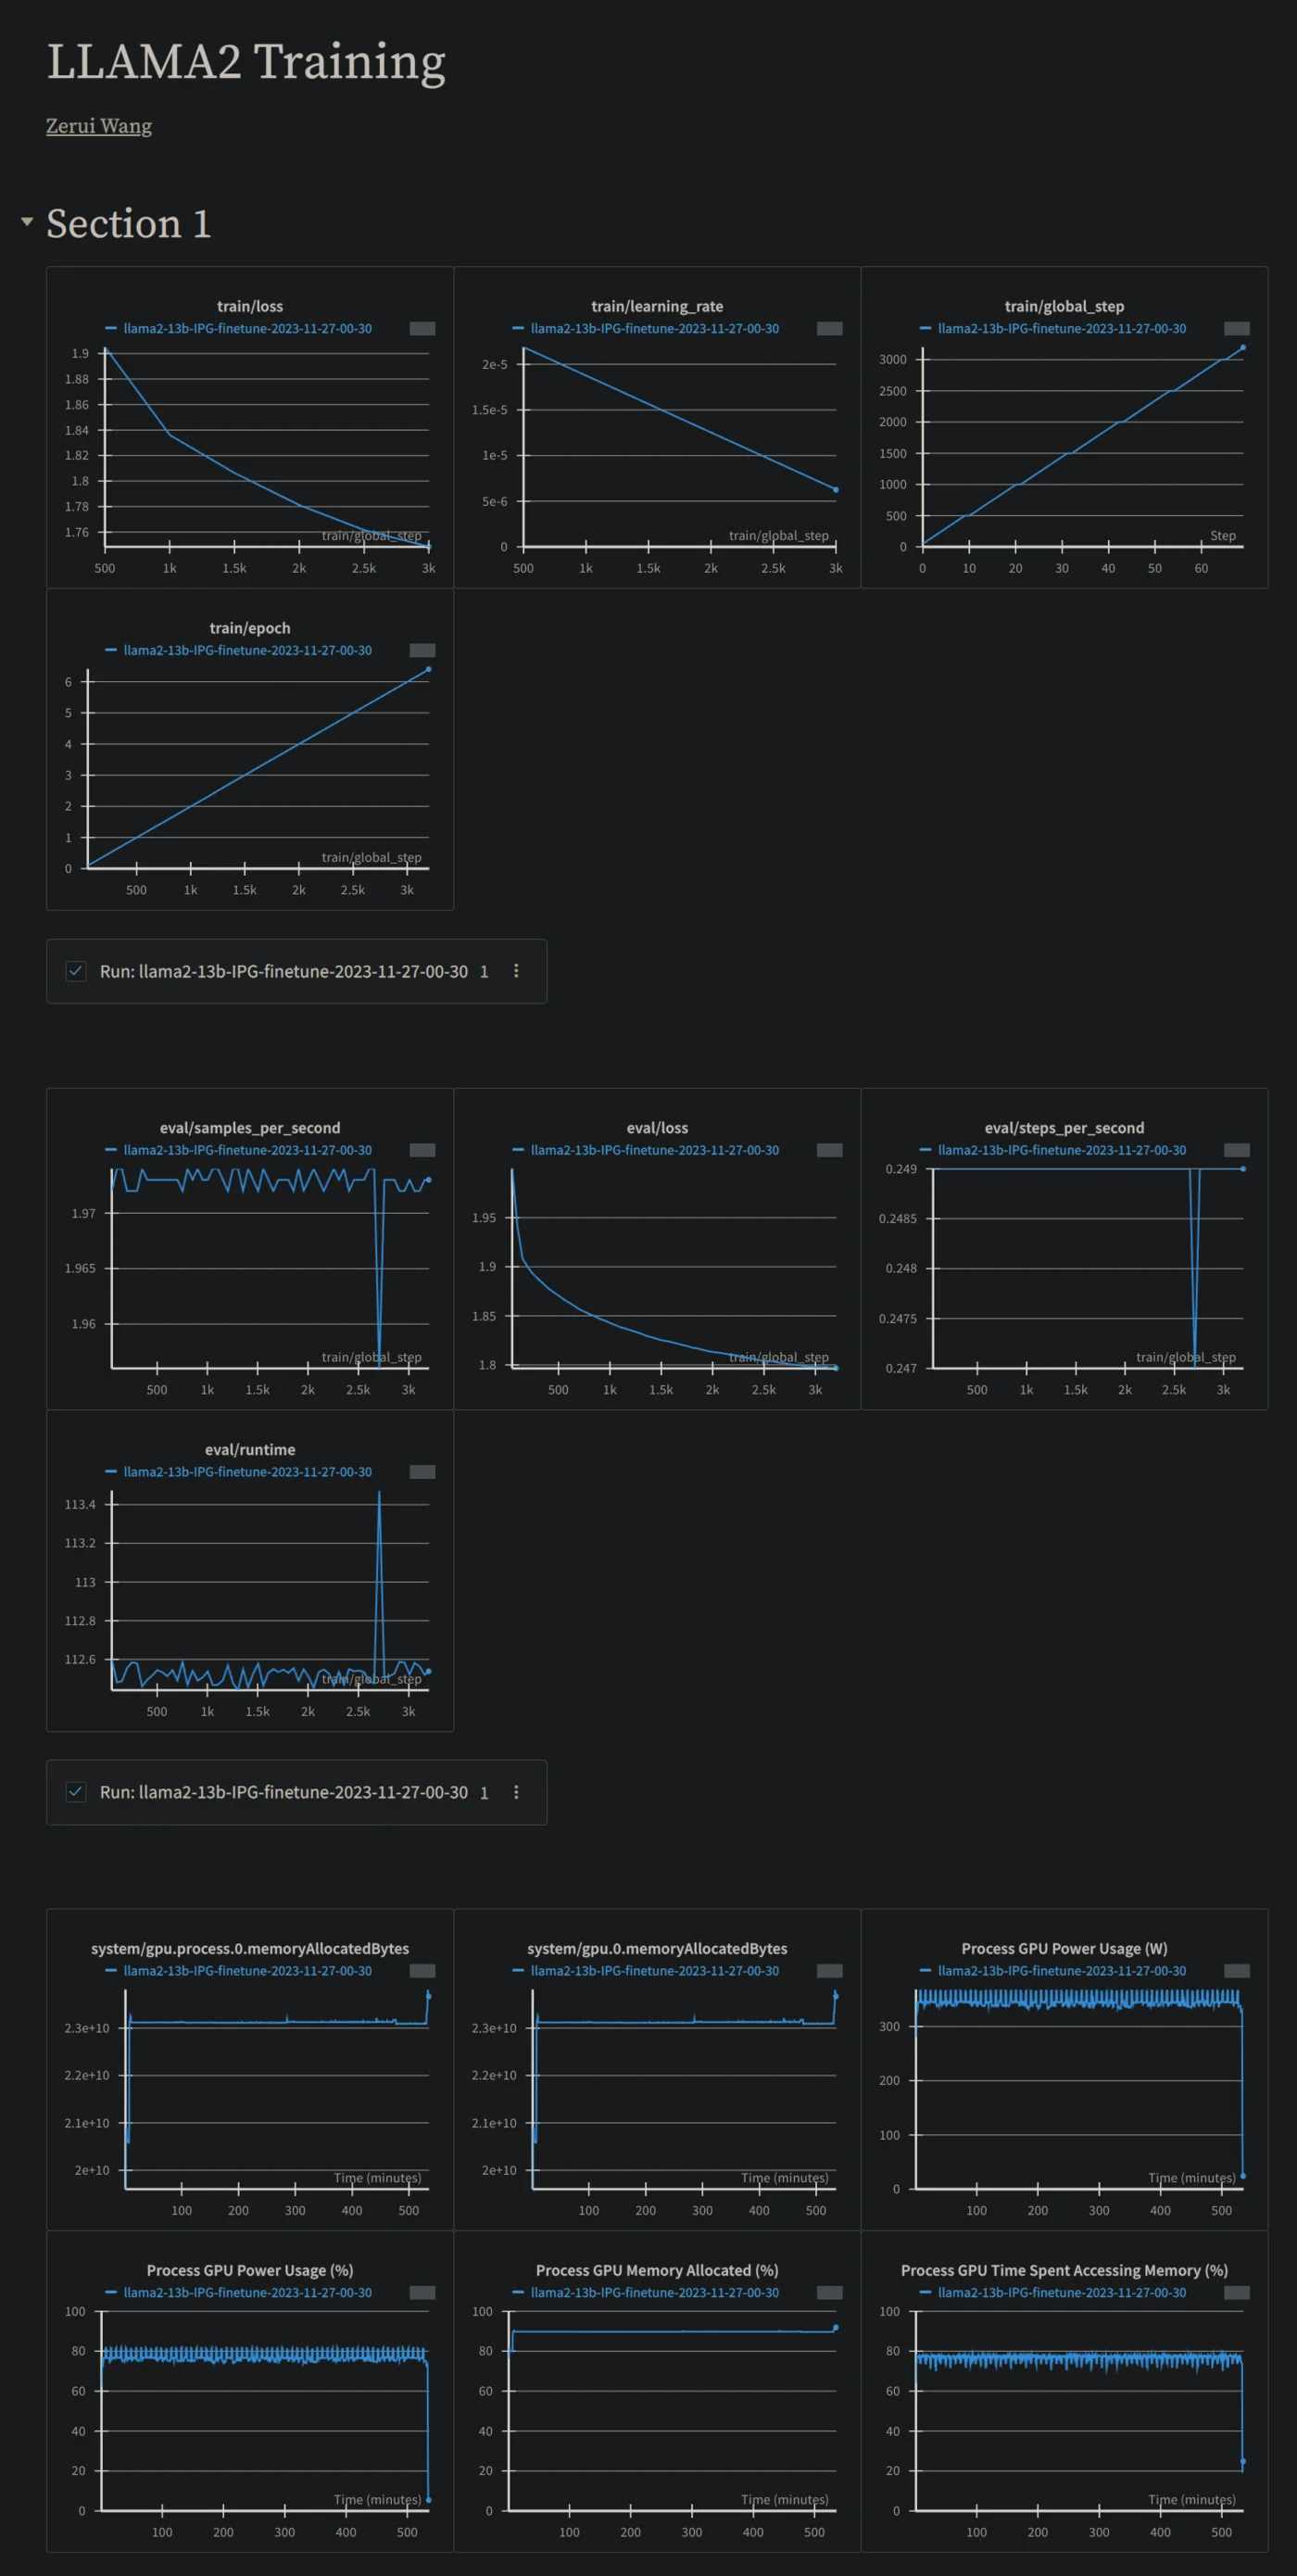 LLAMA2 Training
Zerui Wang
Section 1
train/loss
llama2-13b-IPG-finetune-2023-11-27-00-30
1.9
1.88
1.86
1.84
1.82
1.8
1.78
1.76
train/global_step
500 1k 1.5k 2k 2.5k 3k
train/learning_rate
llama2-13b-IPG-finetune-2023-11-27-00-30
2e-5
1.5e-5
1e-5
5e-6
0
train/global_step
500 1k 1.5k 2k 2.5k 3k
train/global_step
llama2-13b-IPG-finetune-2023-11-27-00-30
3000
2500
2000
1500
1000
500
0
Step
0 10 20 30 40 50 60
train/epoch
llama2-13b-IPG-finetune-2023-11-27-00-30
6
5
4
3
2
1
0
train/global_step
500 1k 1.5k 2k 2.5k 3k
Run: llama2-13b-IPG-finetune-2023-11-27-00-30 1
eval/samples_per_second
llama2-13b-IPG-finetune-2023-11-27-00-30
1.97
1.965
1.96
train/global_step
500 1k 1.5k 2k 2.5k 3k
eval/loss
llama2-13b-IPG-finetune-2023-11-27-00-30
1.95
1.9
1.85
1.8
train/global_step
500 1k 1.5k 2k 2.5k 3k
eval/steps_per_second
llama2-13b-IPG-finetune-2023-11-27-00-30
0.249
0.2485
0.248
0.2475
0.247
train/global_step
500 1k 1.5k 2k 2.5k 3k
eval/runtime
llama2-13b-IPG-finetune-2023-11-27-00-30
113.4
113.2
113
112.8
112.6
train/global_step
500 1k 1.5k 2k 2.5k 3k
Run: llama2-13b-IPG-finetune-2023-11-27-00-30 1
system/gpu.process.0.memoryAllocatedBytes
llama2-13b-IPG-finetune-2023-11-27-00-30
2.3e+10
2.2e+10
2.1e+10
2e+10
Time (minutes)
100 200 300 400 500
system/gpu.0.memoryAllocatedBytes
llama2-13b-IPG-finetune-2023-11-27-00-30
2.3e+10
2.2e+10
2.1e+10
2e+10
Time (minutes)
100 200 300 400 500
Process GPU Power Usage (W)
llama2-13b-IPG-finetune-2023-11-27-00-30
300
200
100
0
Time (minutes)
100 200 300 400 500
Process GPU Power Usage (%)
llama2-13b-IPG-finetune-2023-11-27-00-30
100
80
60
40
20
0
Time (minutes)
100 200 300 400 500
Process GPU Memory Allocated (%)
llama2-13b-IPG-finetune-2023-11-27-00-30
100
80
60
40
20
0
Time (minutes)
100 200 300 400 500
Process GPU Time Spent Accessing Memory (%)
llama2-13b-IPG-finetune-2023-11-27-00-30
100
80
60
40
20
0
Time (minutes)
100 200 300 400 500